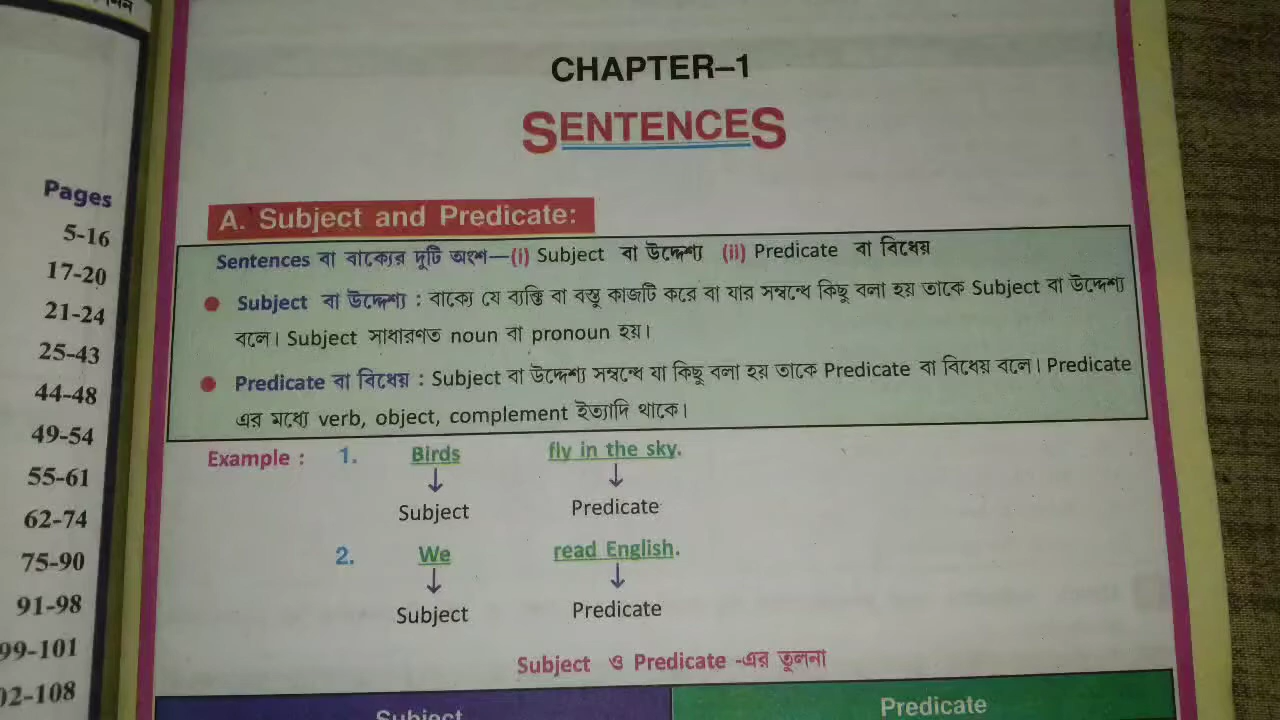 Pages
5-16
17-20
21-24
25-43
44-48
49-54
55-61
62-74
75-90
91-98
99-101
02-108
CHAPTER–1
SENTENCES
A. Subject and Predicate:
Sentences বা বাক্যের দুটি অংশ—(i) Subject বা উদ্দেশ্য (ii) Predicate বা বিধেয়
● Subject বা উদ্দেশ্য : বাক্যে যে ব্যক্তি বা বস্তু কাজটি করে বা যার সম্বন্ধে কিছু বলা হয় তাকে Subject বা উদ্দেশ্য
বলে। Subject সাধারণত noun বা pronoun হয়।
● Predicate বা বিধেয় : Subject বা উদ্দেশ্য সম্বন্ধে যা কিছু বলা হয় তাকে Predicate বা বিধেয় বলে। Predicate
এর মধ্যে verb, object, complement ইত্যাদি থাকে।
Example : 1. Birds fly in the sky.
Subject Predicate
2. We read English.
Subject Predicate
Subject ও Predicate -এর তুলনা
Subject Predicate